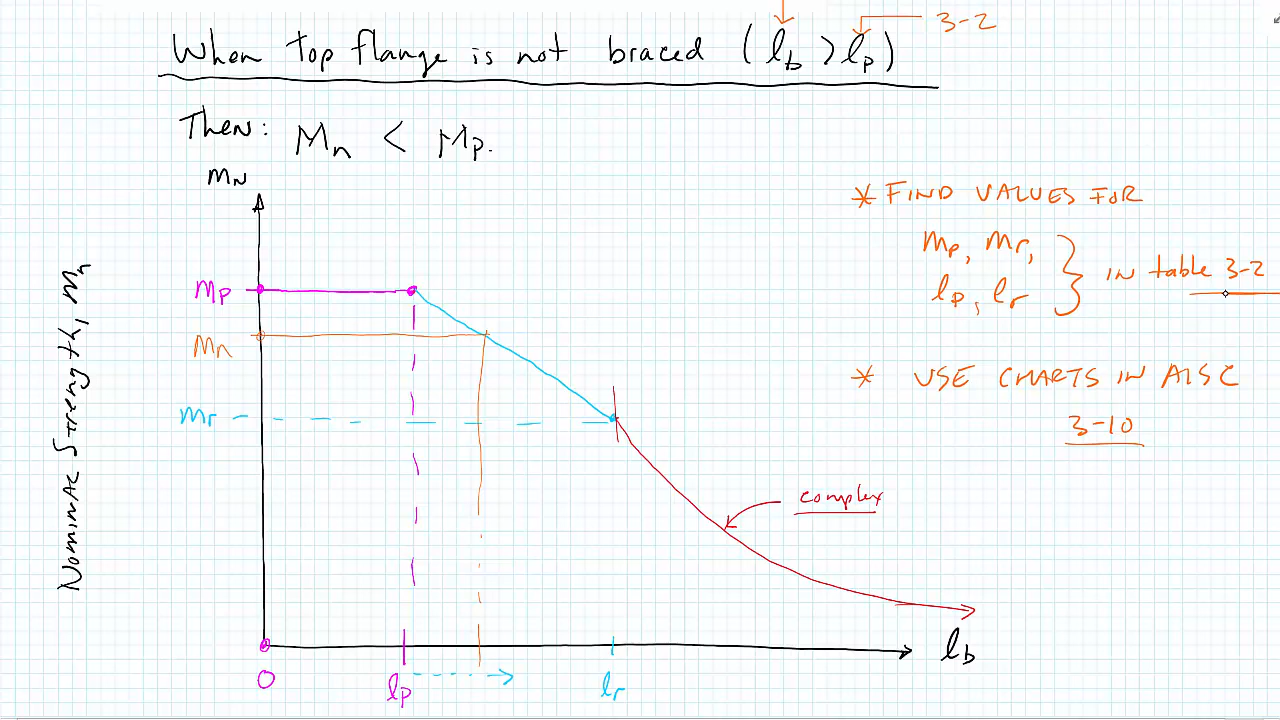 3-2
When top flange is not braced (lb > lp)
Then: Mn < Mp.
MN
Nominal Strength, Mn
Mp
Mn
Mr
0
lp
lr
lb
complex
* FIND VALUES FOR
Mp, Mr,
lp, lr } in table 3-2
* USE CHARTS IN AISC
3-10